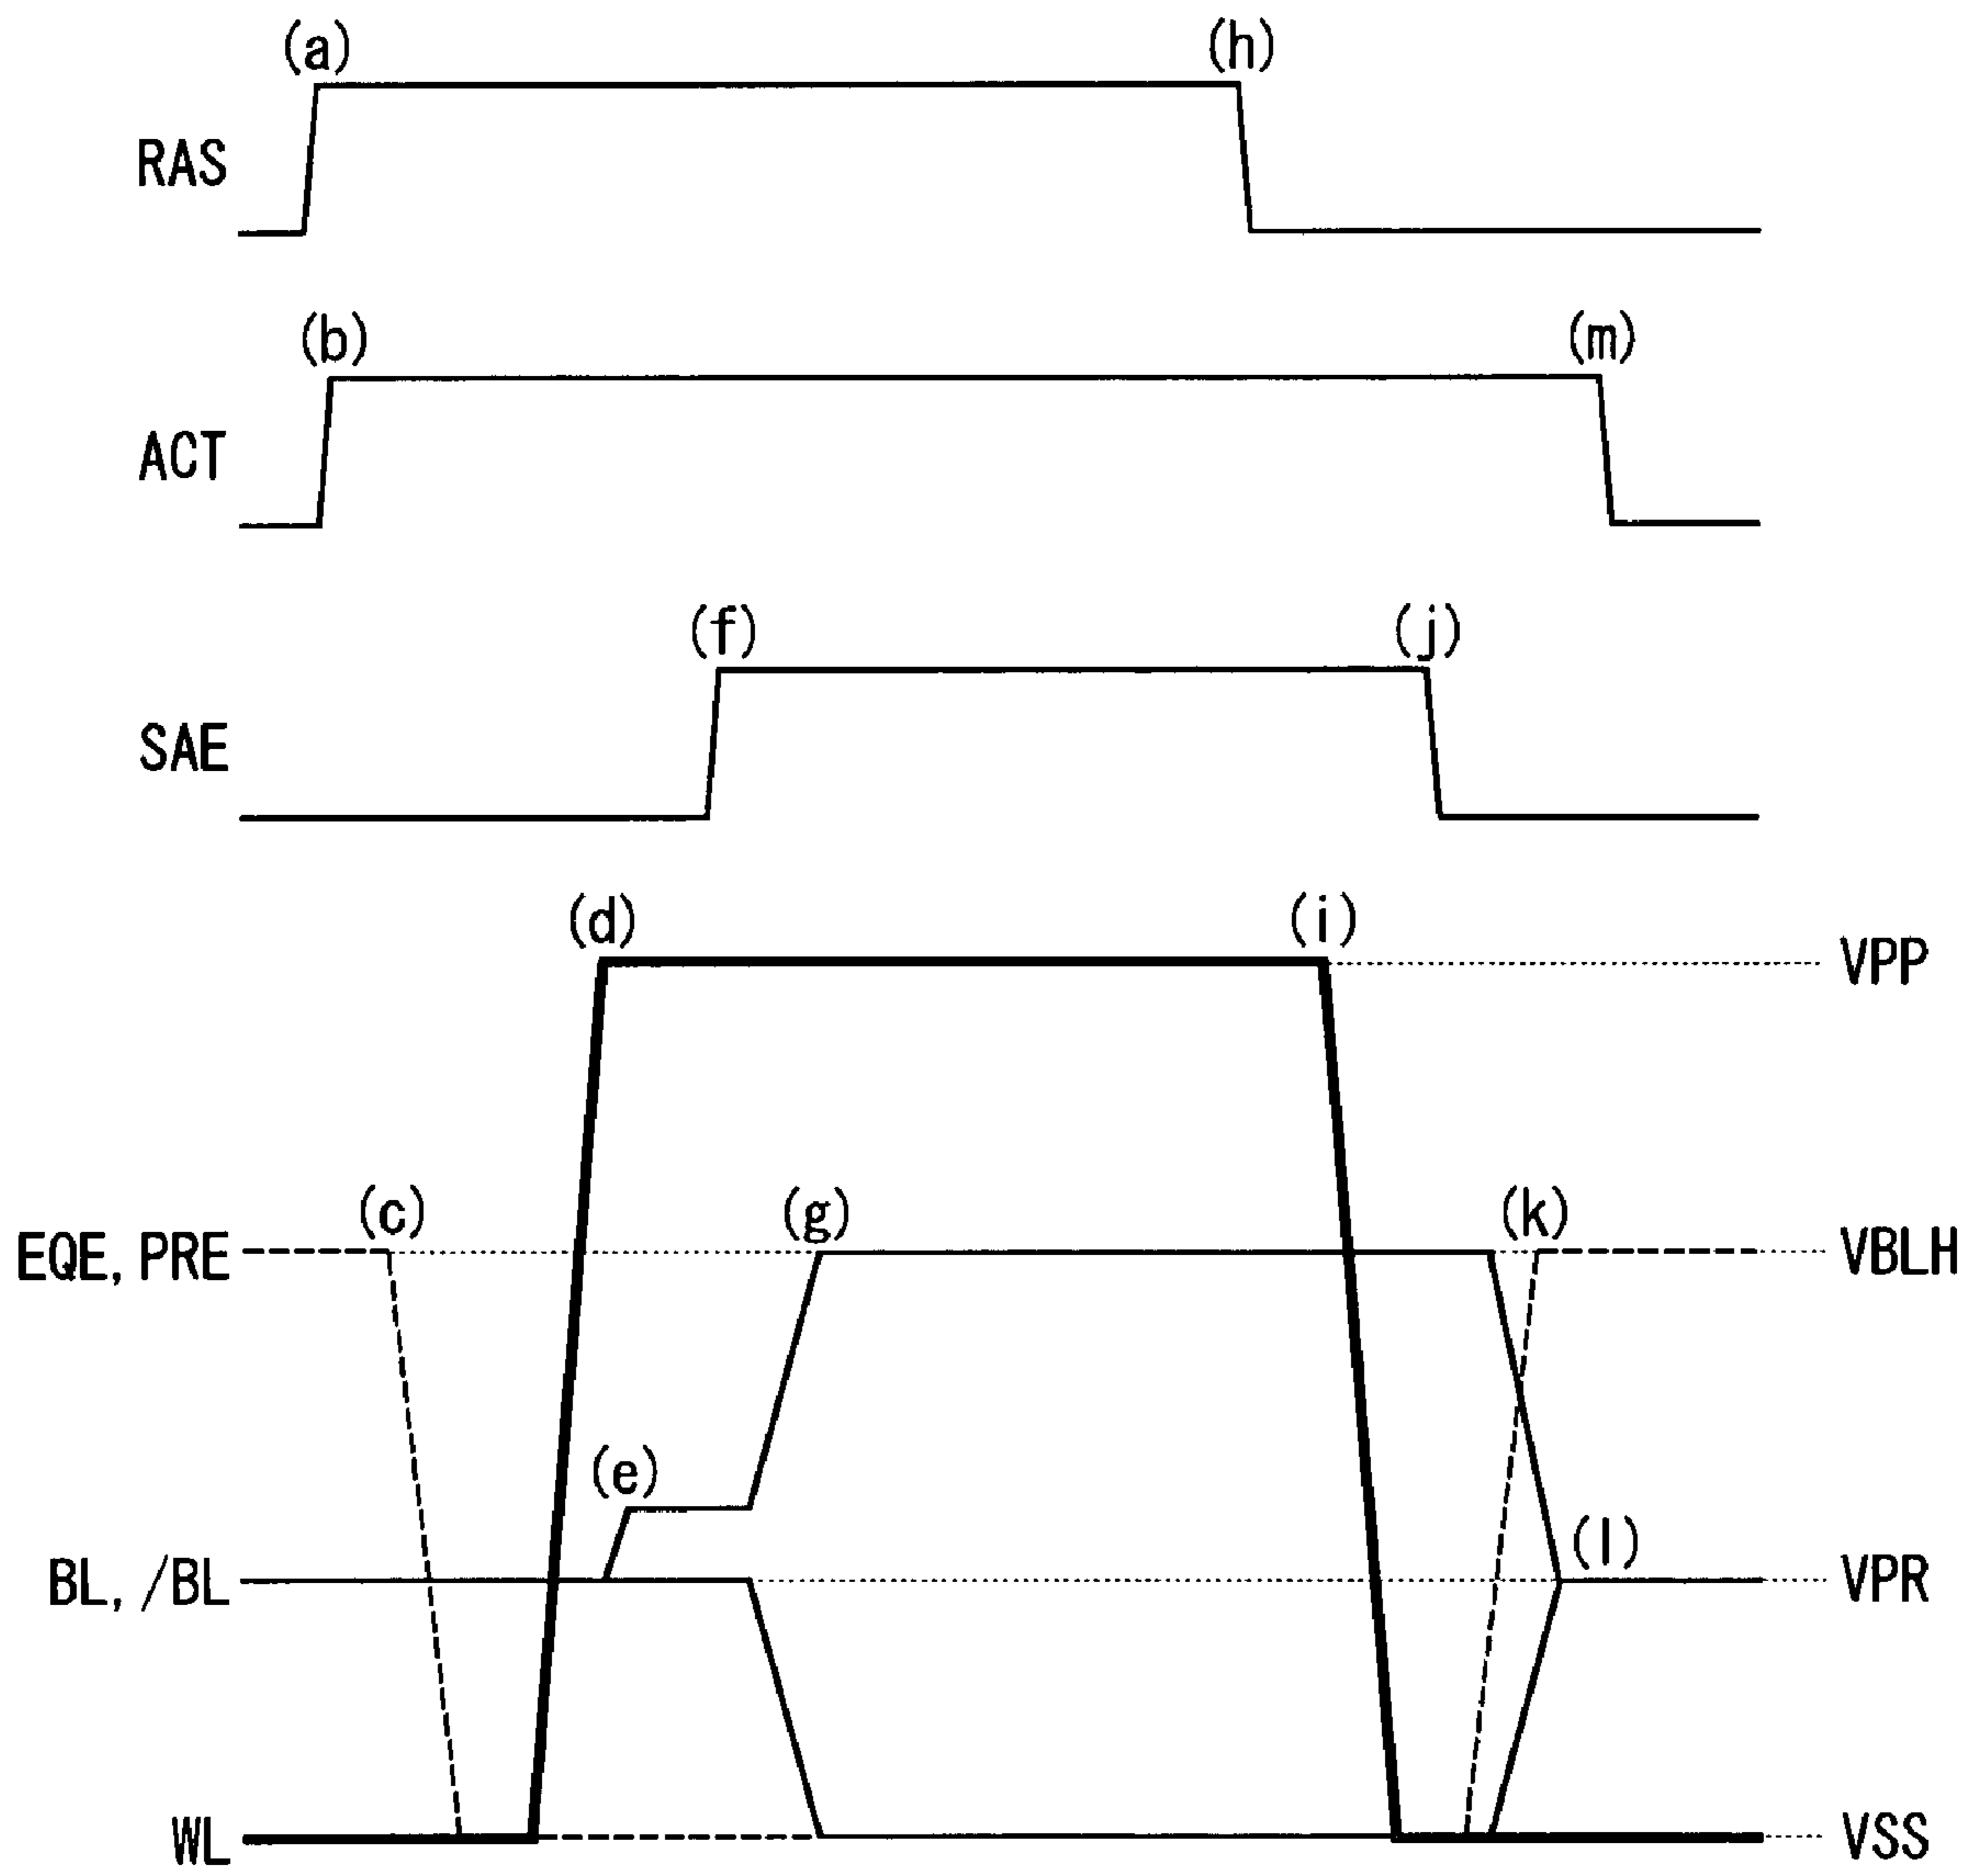 (a) (h)
RAS
(b) (m)
ACT
(f) (j)
SAE
(d) (i)
VPP
(c) (g) (k)
EQE, PRE VBLH
(e)
(l)
BL, /BL VPR
WL VSS